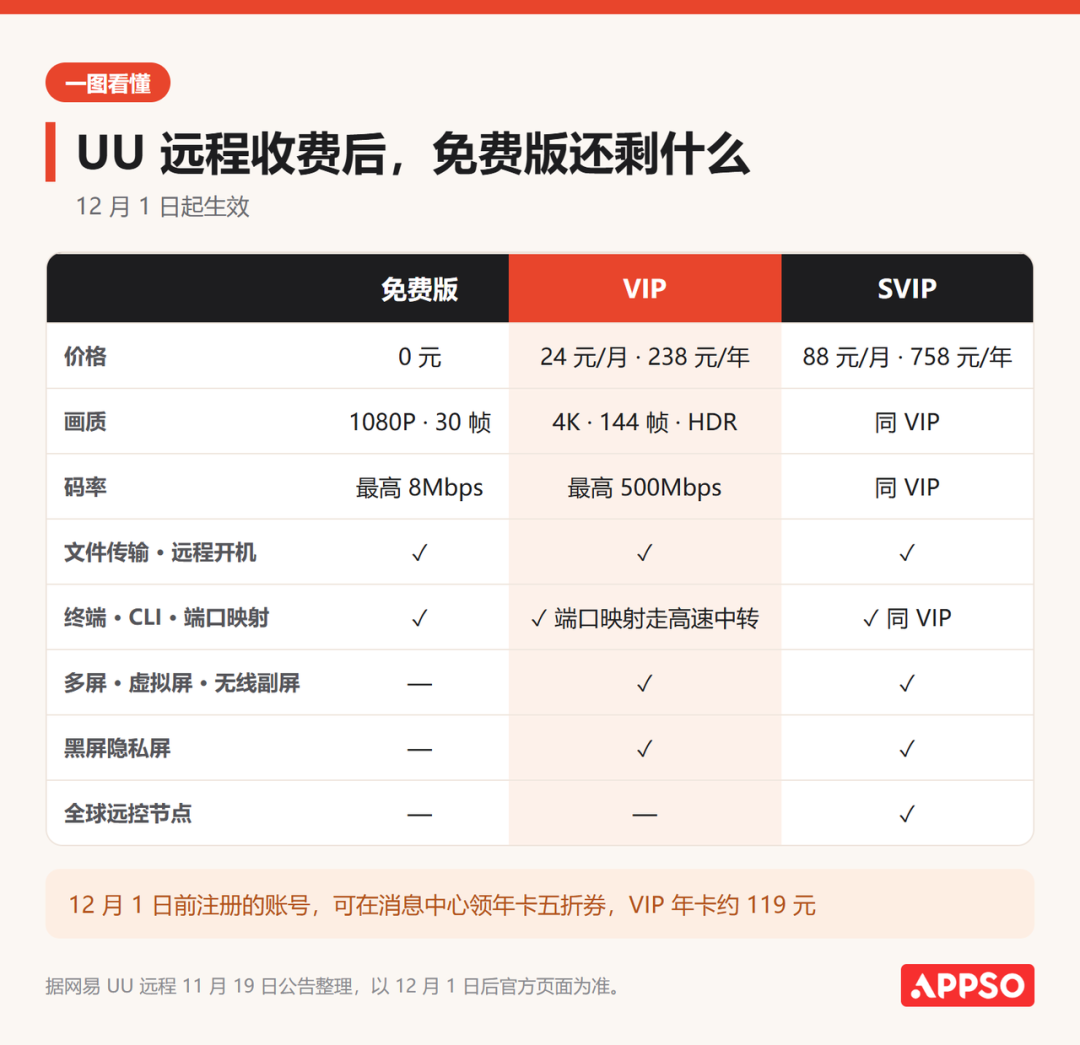 一图看懂
UU 远程收费后，免费版还剩什么
12 月 1 日起生效
免费版 VIP SVIP
价格 0 元 24 元/月 · 238 元/年 88 元/月 · 758 元/年
画质 1080P · 30 帧 4K · 144 帧 · HDR 同 VIP
码率 最高 8Mbps 最高 500Mbps 同 VIP
文件传输 · 远程开机 ✓ ✓ ✓
终端 · CLI · 端口映射 ✓ ✓ 端口映射走高速中转 ✓ 同 VIP
多屏 · 虚拟屏 · 无线副屏 — ✓ ✓
黑屏隐私屏 — ✓ ✓
全球远控节点 — — ✓
12 月 1 日前注册的账号，可在消息中心领年卡五折券，VIP 年卡约 119 元
据网易 UU 远程 11 月 19 日公告整理，以 12 月 1 日后官方页面为准。
APPSO